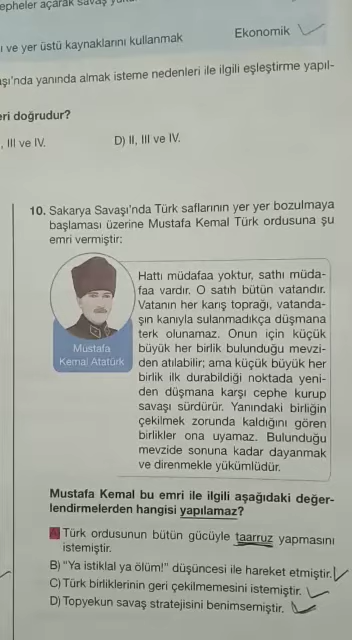 epheler açarak savaş
Ekonomik
ı ve yer üstü kaynaklarını kullanmak
aşı'nda yanında almak isteme nedenleri ile ilgili eşleştirme yapıl-
eri doğrudur?
, III ve IV.
D) II, III ve IV.
10. Sakarya Savaşı'nda Türk saflarının yer yer bozulmaya
başlaması üzerine Mustafa Kemal Türk ordusuna şu
emri vermiştir:
Hattı müdafaa yoktur, sathı müda-
faa vardır. O satıh bütün vatandır.
Vatanın her karış toprağı, vatanda-
şın kanıyla sulanmadıkça düşmana
terk olunamaz. Onun için küçük
büyük her birlik bulunduğu mevzi-
den atılabilir; ama küçük büyük her
birlik ilk durabildiği noktada yeni-
den düşmana karşı cephe kurup
savaşı sürdürür. Yanındaki birliğin
çekilmek zorunda kaldığını gören
birlikler ona uyamaz. Bulunduğu
mevzide sonuna kadar dayanmak
ve direnmekle yükümlüdür.
Mustafa
Kemal Atatürk
Mustafa Kemal bu emri ile ilgili aşağıdaki değer-
lendirmelerden hangisi yapılamaz?
A) Türk ordusunun bütün gücüyle taarruz yapmasını
istemiştir.
B) "Ya istiklal ya ölüm!" düşüncesi ile hareket etmiştir.
C) Türk birliklerinin geri çekilmemesini istemiştir.
D) Topyekun savaş stratejisini benimsemiştir.